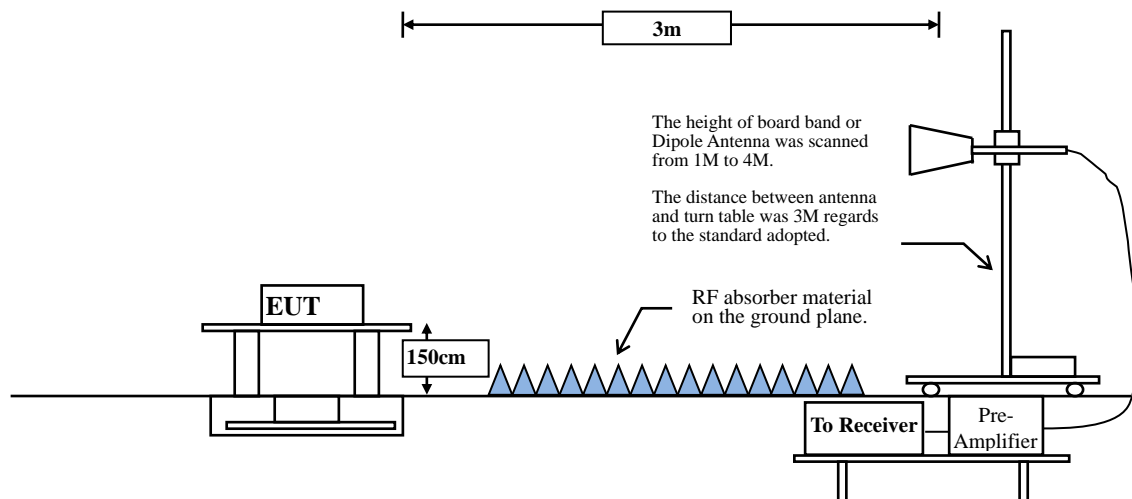 3m
The height of board band or
Dipole Antenna was scanned
from 1M to 4M.
The distance between antenna
and turn table was 3M regards
to the standard adopted.
EUT
RF absorber material
on the ground plane.
150cm
To Receiver
Pre-
Amplifier